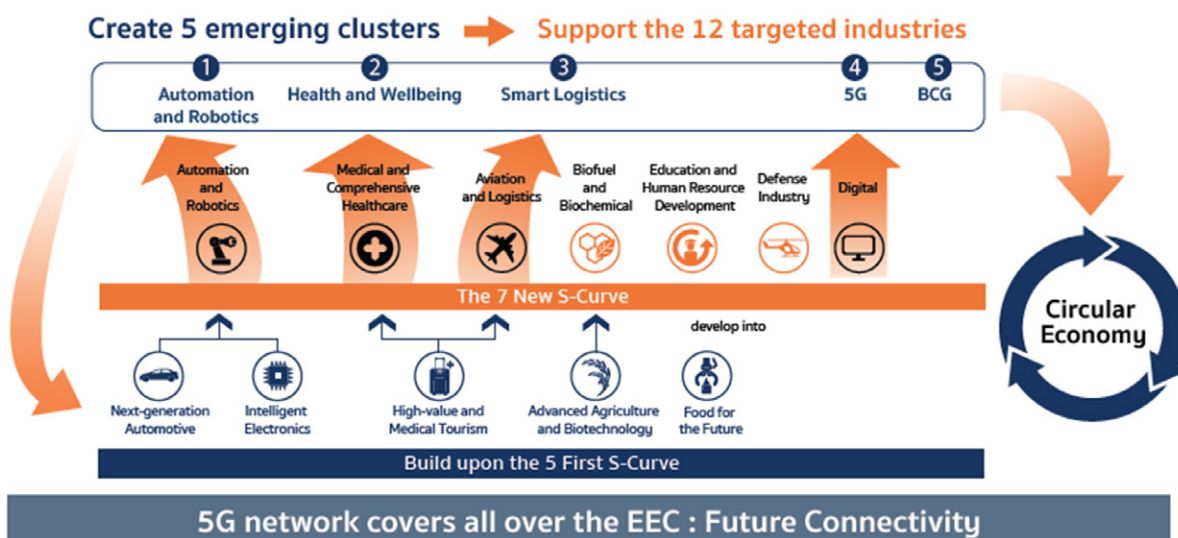 Create 5 emerging clusters
Support the 12 targeted industries
1
Automation
and Robotics
2
Health and Wellbeing
3
Smart Logistics
4
5G
5
BCG
Automation
and
Robotics
Medical and
Comprehensive
Healthcare
Aviation
and Logistics
Biofuel
and
Biochemical
Education and
Human Resource
Development
Defense
Industry
Digital
The 7 New S-Curve
Circular
Economy
develop into
Next-generation
Automotive
Intelligent
Electronics
High-value and
Medical Tourism
Advanced Agriculture
and Biotechnology
Food for
the Future
Build upon the 5 First S-Curve
5G network covers all over the EEC : Future Connectivity